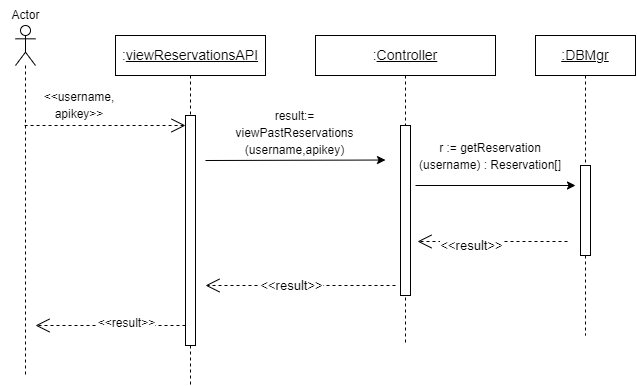 Actor
:viewReservationsAPI
:Controller
:DBMgr
<<username,
apikey>>
result:=
viewPastReservations
(username,apikey)
r := getReservation
(username) : Reservation[]
<<result>>
<<result>>
<<result>>